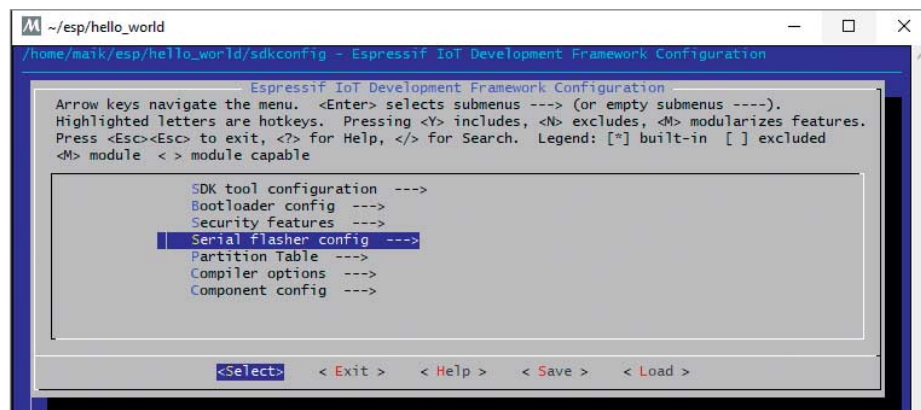 ~/esp/hello_world
/home/maik/esp/hello_world/sdkconfig - Espressif IoT Development Framework Configuration
Espressif IoT Development Framework Configuration
Arrow keys navigate the menu.  <Enter> selects submenus ---> (or empty submenus ----).
Highlighted letters are hotkeys.  Pressing <Y> includes, <N> excludes, <M> modularizes features.
Press <Esc><Esc> to exit, <?> for Help, </> for Search.  Legend: [*] built-in  [ ] excluded
<M> module  < > module capable
SDK tool configuration  --->
Bootloader config  --->
Security features  --->
Serial flasher config  --->
Partition Table  --->
Compiler options  --->
Component config  --->
<Select>    < Exit >    < Help >    < Save >    < Load >